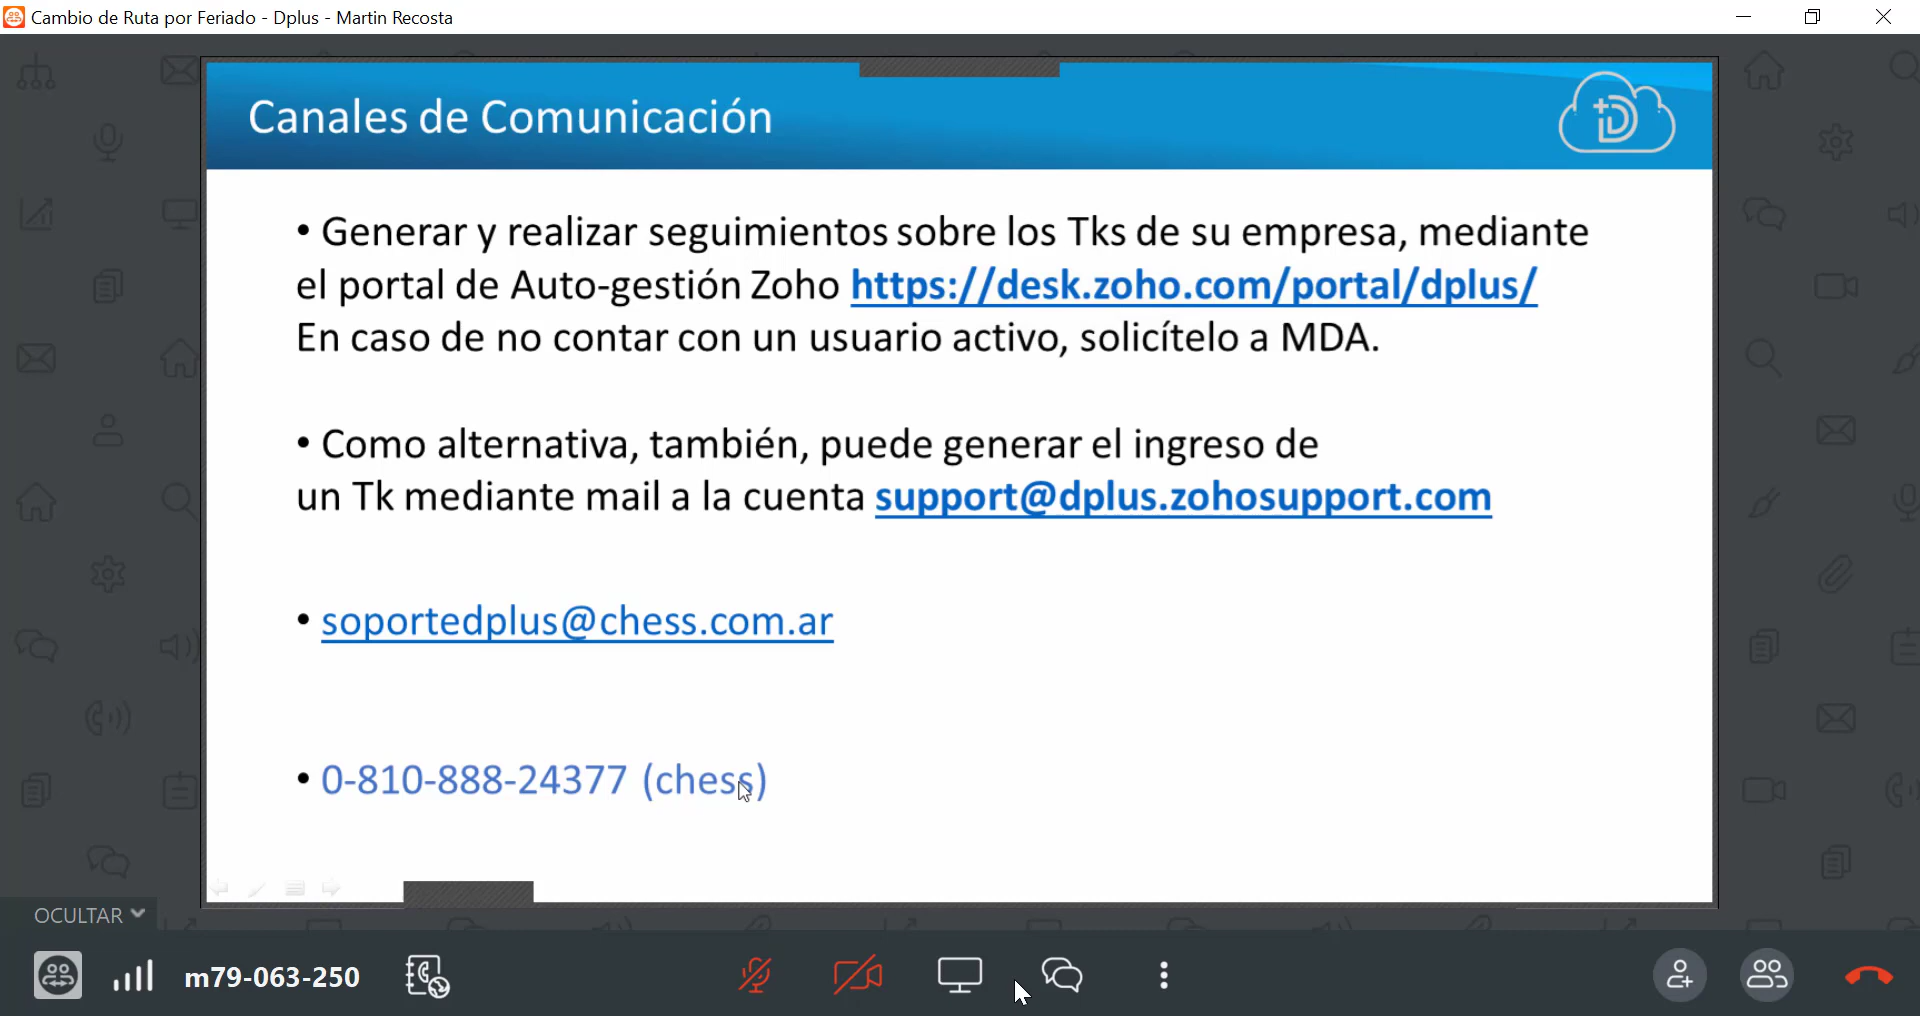 Cambio de Ruta por Feriado - Dplus - Martin Recosta
Canales de Comunicación
D
• Generar y realizar seguimientos sobre los Tks de su empresa, mediante
el portal de Auto-gestión Zoho https://desk.zoho.com/portal/dplus/
En caso de no contar con un usuario activo, solicítelo a MDA.
• Como alternativa, también, puede generar el ingreso de
un Tk mediante mail a la cuenta support@dplus.zohosupport.com
• soportedplus@chess.com.ar
• 0-810-888-24377 (chess)
OCULTAR
m79-063-250